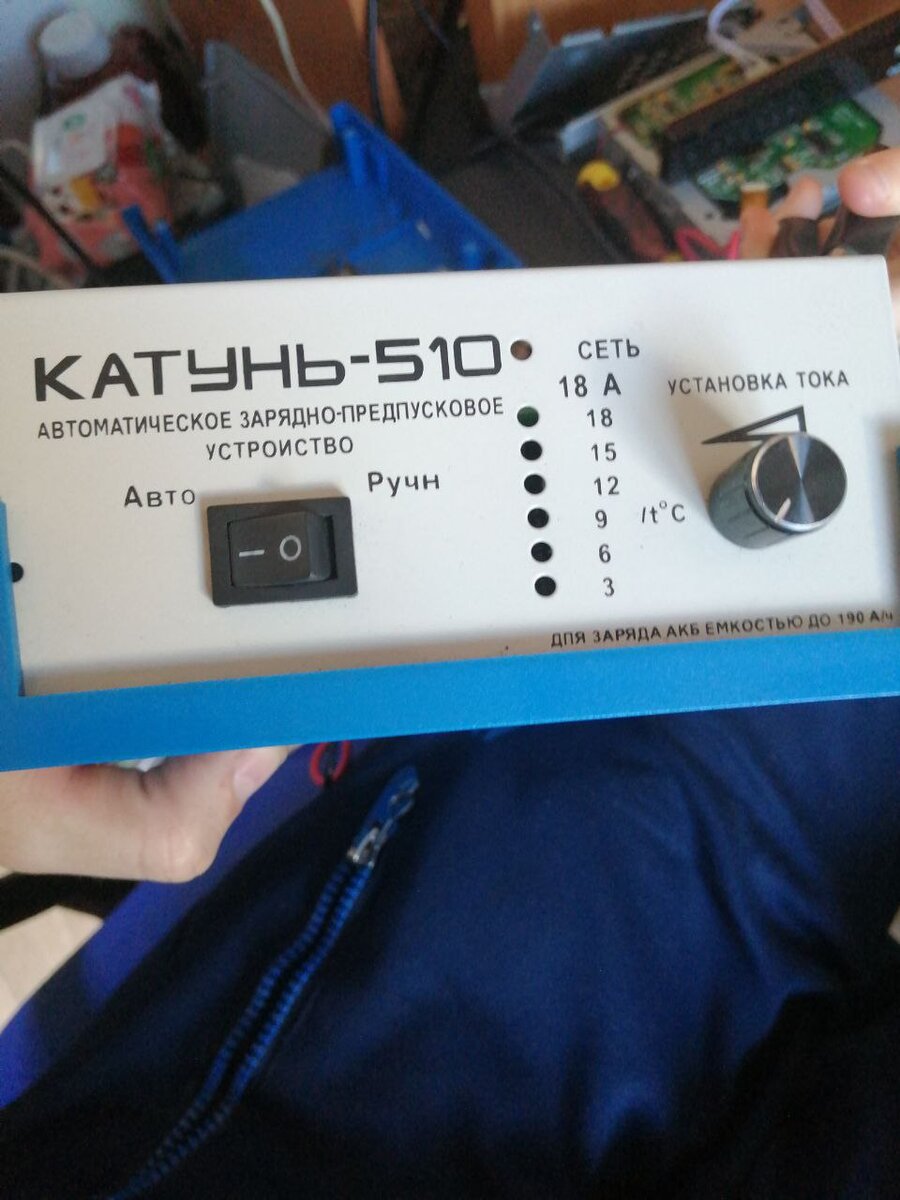 КАТУНЬ-510
АВТОМАТИЧЕСКОЕ ЗАРЯДНО-ПРЕДПУСКОВОЕ
УСТРОИСТВО
Авто
Ручн
— О
СЕТЬ
18 А
18
15
12
9 /t°C
6
3
УСТАНОВКА ТОКА
ДЛЯ ЗАРЯДА АКБ ЕМКОСТЬЮ ДО 190 А/ч